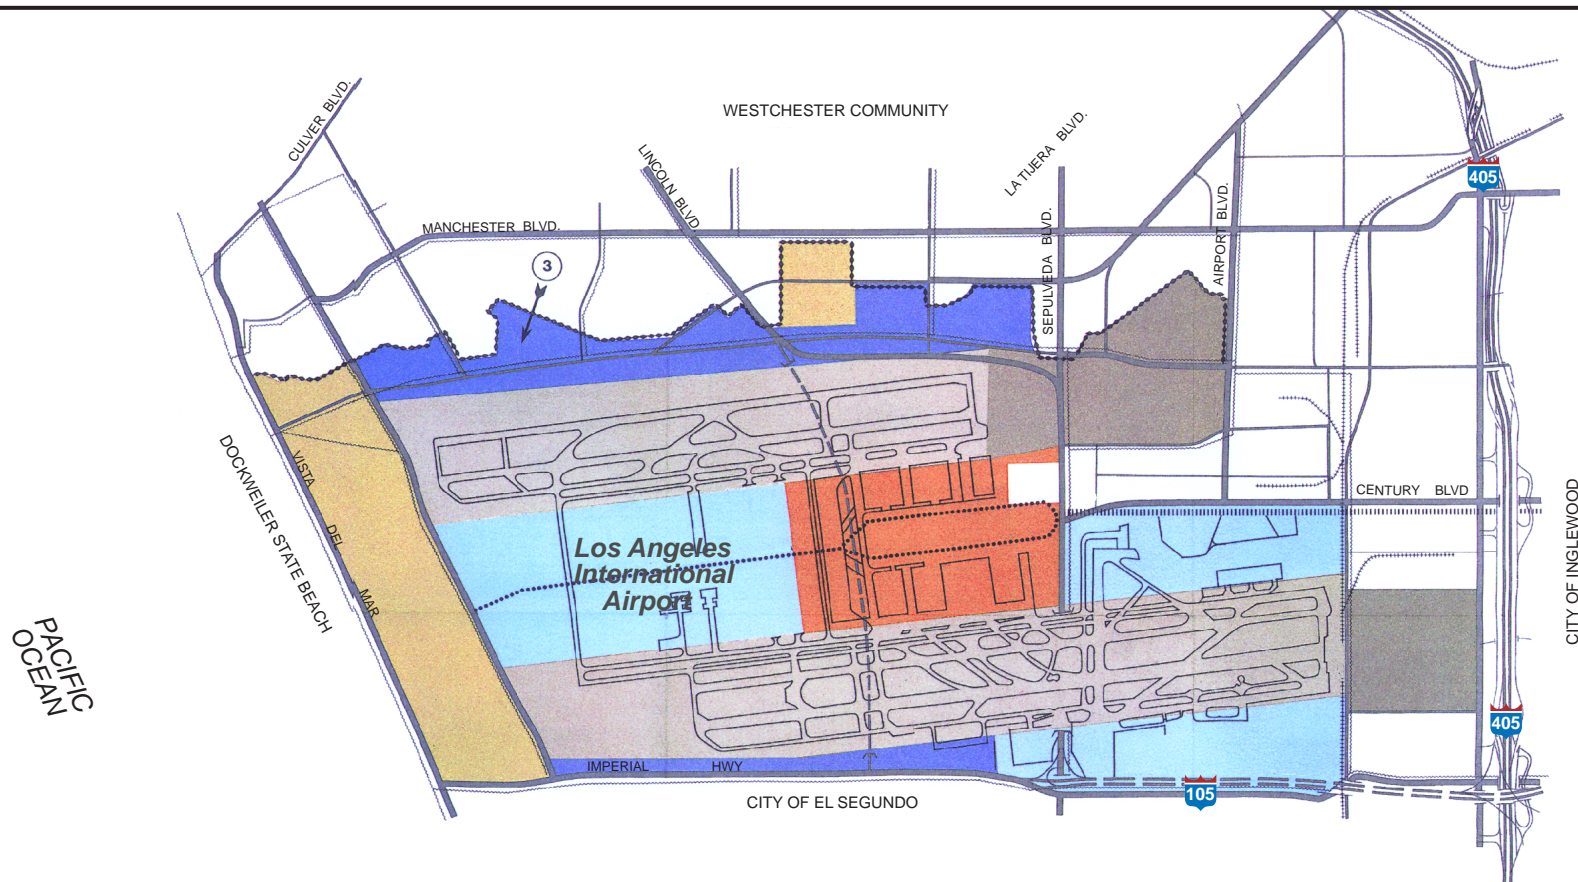 WESTCHESTER COMMUNITY
CULVER BLVD.
LINCOLN BLVD.
LA TIJERA BLVD.
405
MANCHESTER BLVD.
SEPULVEDA BLVD.
AIRPORT BLVD.
3
DOCKWEILER STATE BEACH
VISTA DEL MAR
CENTURY BLVD
CITY OF INGLEWOOD
Los Angeles
International
Airport
PACIFIC
OCEAN
405
IMPERIAL HWY
105
CITY OF EL SEGUNDO